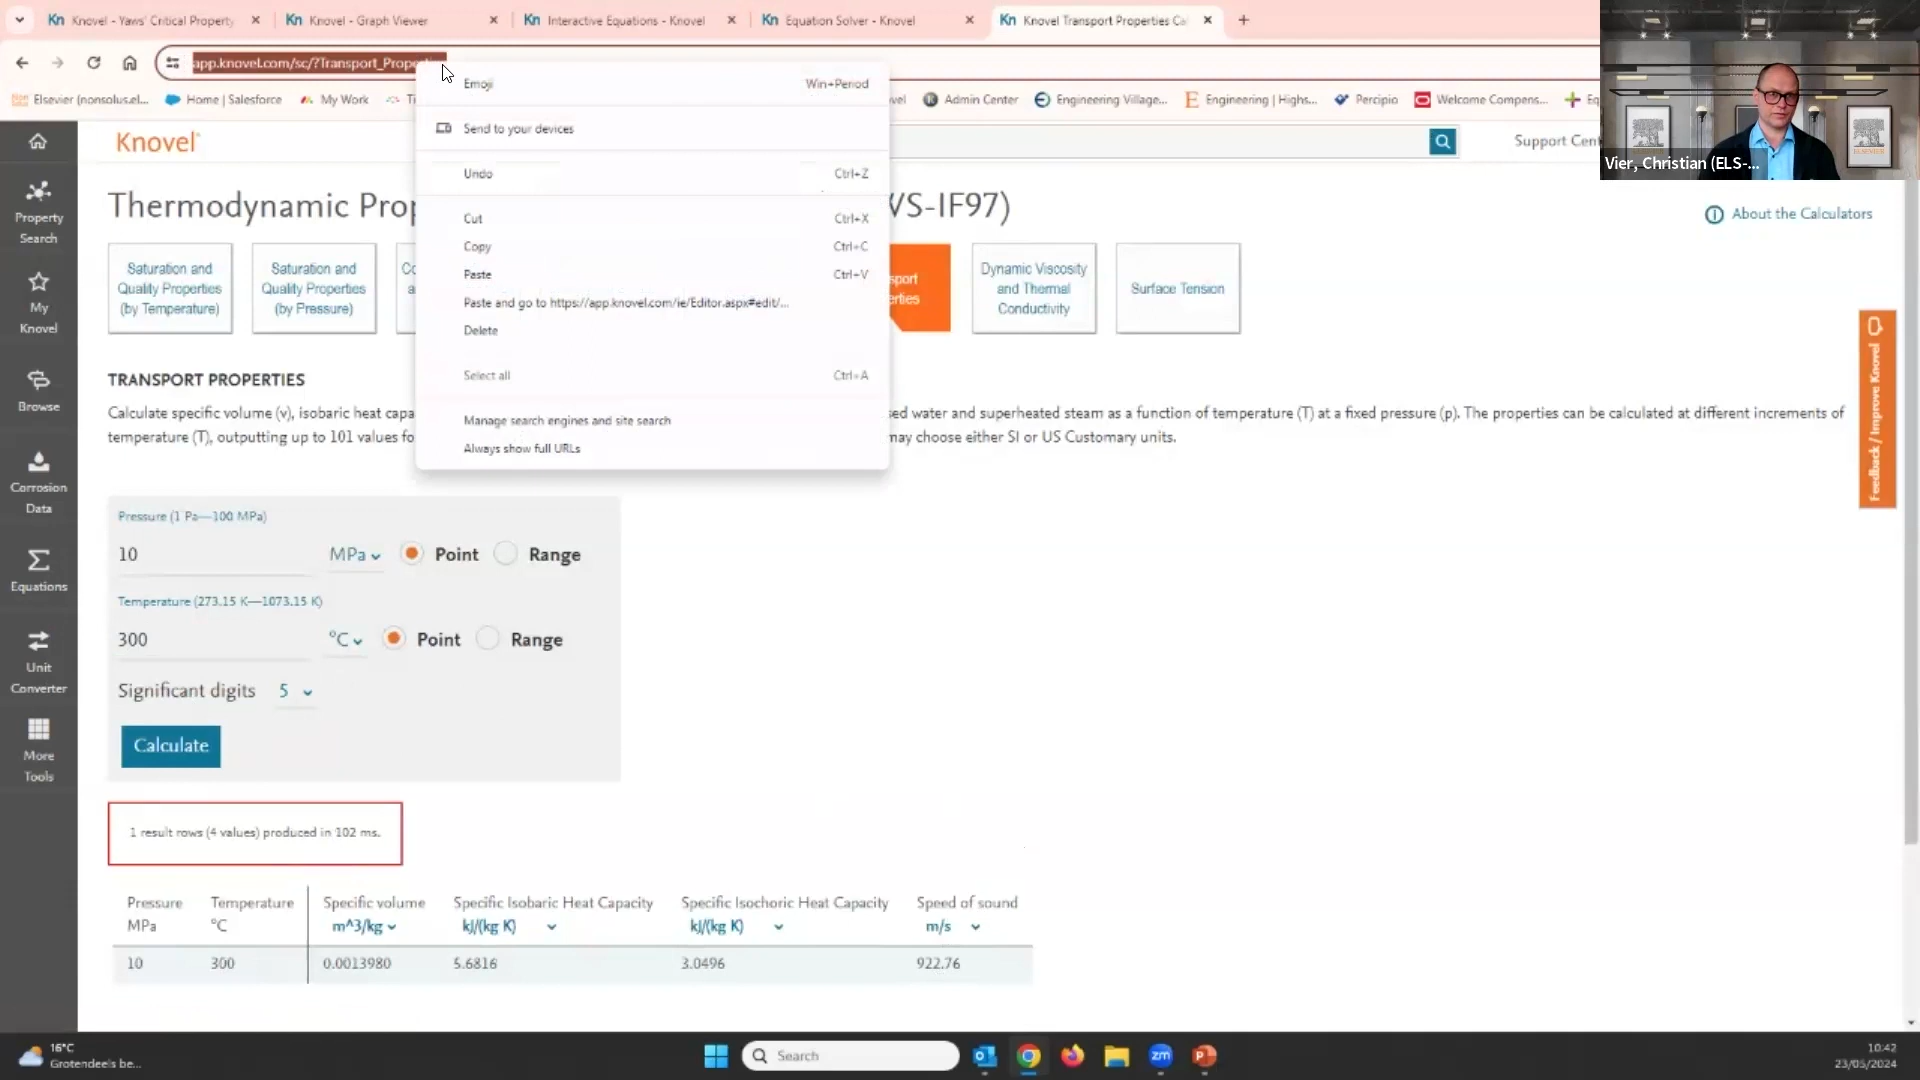 Knovel - Yaws' Critical Property
Knovel - Graph Viewer
Interactive Equations - Knovel
Equation Solver - Knovel
Knovel Transport Properties Ca
app.knovel.com/sc/?Transport_Prope
Elsevier (nonsolus.el...
Home | Salesforce
My Work
Admin Center
Engineering Village...
Engineering | Highs...
Percipio
Welcome Compens...
Vier, Christian (ELS-...
Emoji Win+Period
Send to your devices
Undo Ctrl+Z
Cut Ctrl+X
Copy Ctrl+C
Paste Ctrl+V
Paste and go to https://app.knovel.com/ie/Editor.aspx#edit/...
Delete
Select all Ctrl+A
Manage search engines and site search
Always show full URLs
Knovel
Support Cent
Thermodynamic Prop
WS-IF97)
About the Calculators
Property
Search
My
Knovel
Browse
Corrosion
Data
Equations
Unit
Converter
More
Tools
Saturation and
Quality Properties
(by Temperature)
Saturation and
Quality Properties
(by Pressure)
Dynamic Viscosity
and Thermal
Conductivity
Surface Tension
Feedback / Improve Knovel
TRANSPORT PROPERTIES
Calculate specific volume (v), isobaric heat capa
sed water and superheated steam as a function of temperature (T) at a fixed pressure (p). The properties can be calculated at different increments of
temperature (T), outputting up to 101 values fo
may choose either SI or US Customary units.
Pressure (1 Pa—100 MPa)
10 MPa Point Range
Temperature (273.15 K—1073.15 K)
300 °C Point Range
Significant digits 5
Calculate
1 result rows (4 values) produced in 102 ms.
Pressure Temperature Specific volume Specific Isobaric Heat Capacity Specific Isochoric Heat Capacity Speed of sound
MPa °C m^3/kg kJ/(kg K) kJ/(kg K) m/s
10 300 0.0013980 5.6816 3.0496 922.76
16°C
Grotendeels be...
Search
10:42
23/05/2024